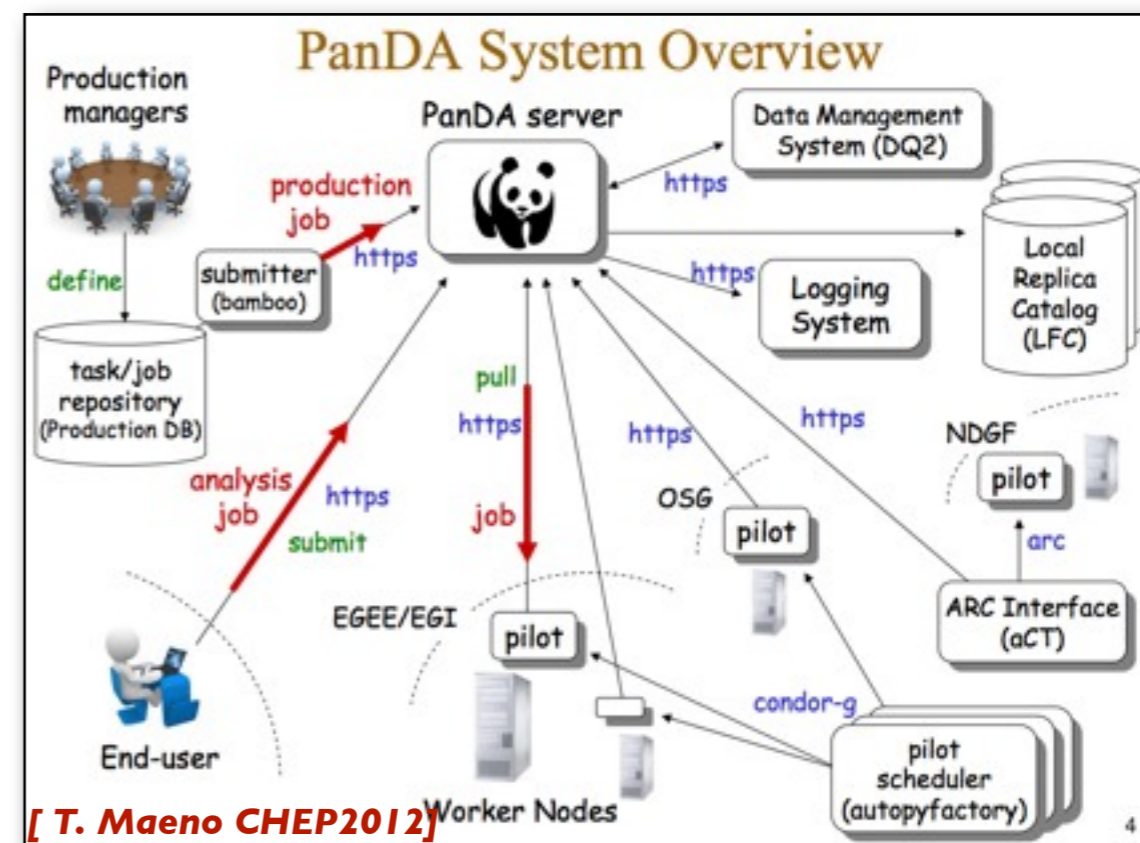 PanDA System Overview
Production
managers
PanDA server
Data Management
System (DQ2)
https
production
job
https
define
submitter
(bamboo)
https
Logging
System
Local
Replica
Catalog
(LFC)
task/job
repository
(Production DB)
pull
https
https
https
NDGF
pilot
analysis
job
https
submit
job
OSG
pilot
arc
EGEE/EGI
pilot
ARC Interface
(aCT)
condor-g
End-user
pilot
scheduler
(autopyfactory)
[ T. Maeno CHEP2012]
Worker Nodes
4